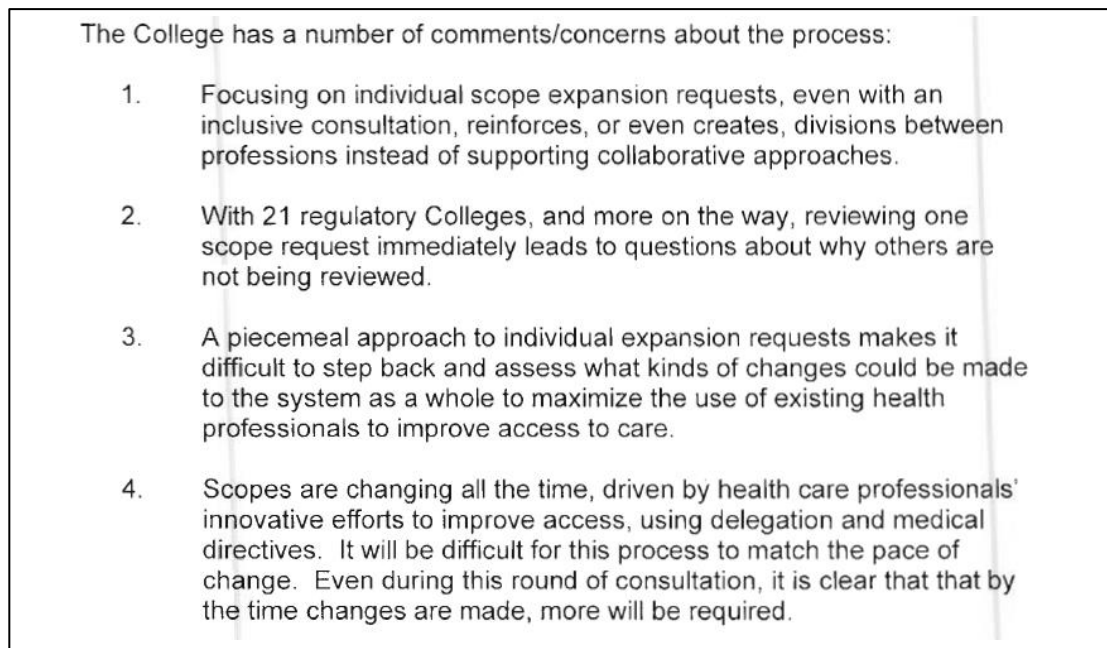 The College has a number of comments/concerns about the process:
1. Focusing on individual scope expansion requests, even with an
inclusive consultation, reinforces, or even creates, divisions between
professions instead of supporting collaborative approaches.
2. With 21 regulatory Colleges, and more on the way, reviewing one
scope request immediately leads to questions about why others are
not being reviewed.
3. A piecemeal approach to individual expansion requests makes it
difficult to step back and assess what kinds of changes could be made
to the system as a whole to maximize the use of existing health
professionals to improve access to care.
4. Scopes are changing all the time, driven by health care professionals'
innovative efforts to improve access, using delegation and medical
directives. It will be difficult for this process to match the pace of
change. Even during this round of consultation, it is clear that that by
the time changes are made, more will be required.